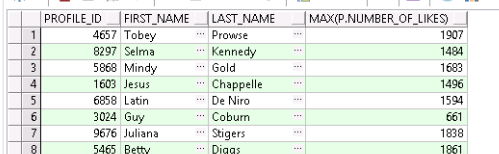 PROFILE_ID FIRST_NAME LAST_NAME MAX(P.NUMBER_OF_LIKES)
1 4657 Tobey ... Prowse ... 1907
2 8297 Selma ... Kennedy ... 1484
3 5868 Mindy ... Gold ... 1683
4 1603 Jesus ... Chappelle ... 1496
5 6858 Latin ... De Niro ... 1594
6 3024 Guy ... Coburn ... 661
7 9676 Juliana ... Stigers ... 1838
8 5465 Betty ... Diggs ... 1861